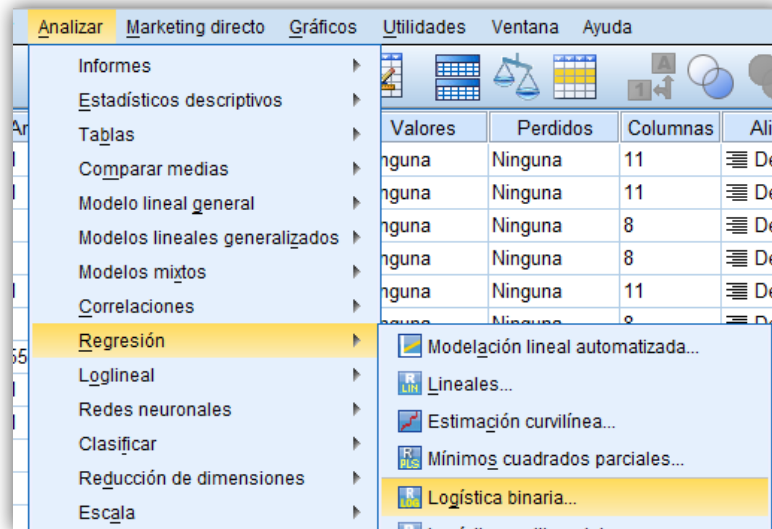 Analizar Marketing directo Gráficos Utilidades Ventana Ayuda
Informes
Estadísticos descriptivos
Tablas
Comparar medias
Modelo lineal general
Modelos lineales generalizados
Modelos mixtos
Correlaciones
Regresión
Loglineal
Redes neuronales
Clasificar
Reducción de dimensiones
Escala
Valores Perdidos Columnas
Ninguna 11
Ninguna 11
Ninguna 8
Ninguna 8
Ninguna 11
55
Modelación lineal automatizada...
Lineales...
Estimación curvilínea...
Mínimos cuadrados parciales...
Logística binaria...